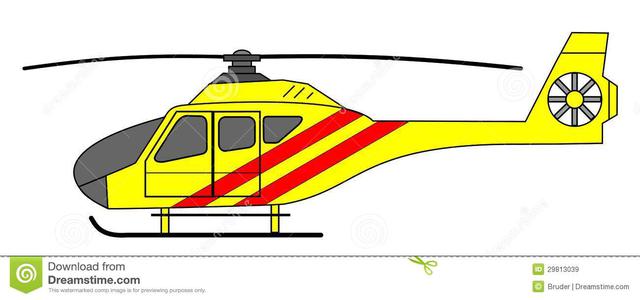 Download from
Dreamstime.com
This watermarked comp image is for previewing purposes only.
ID 29813039
© Bruder | Dreamstime.com